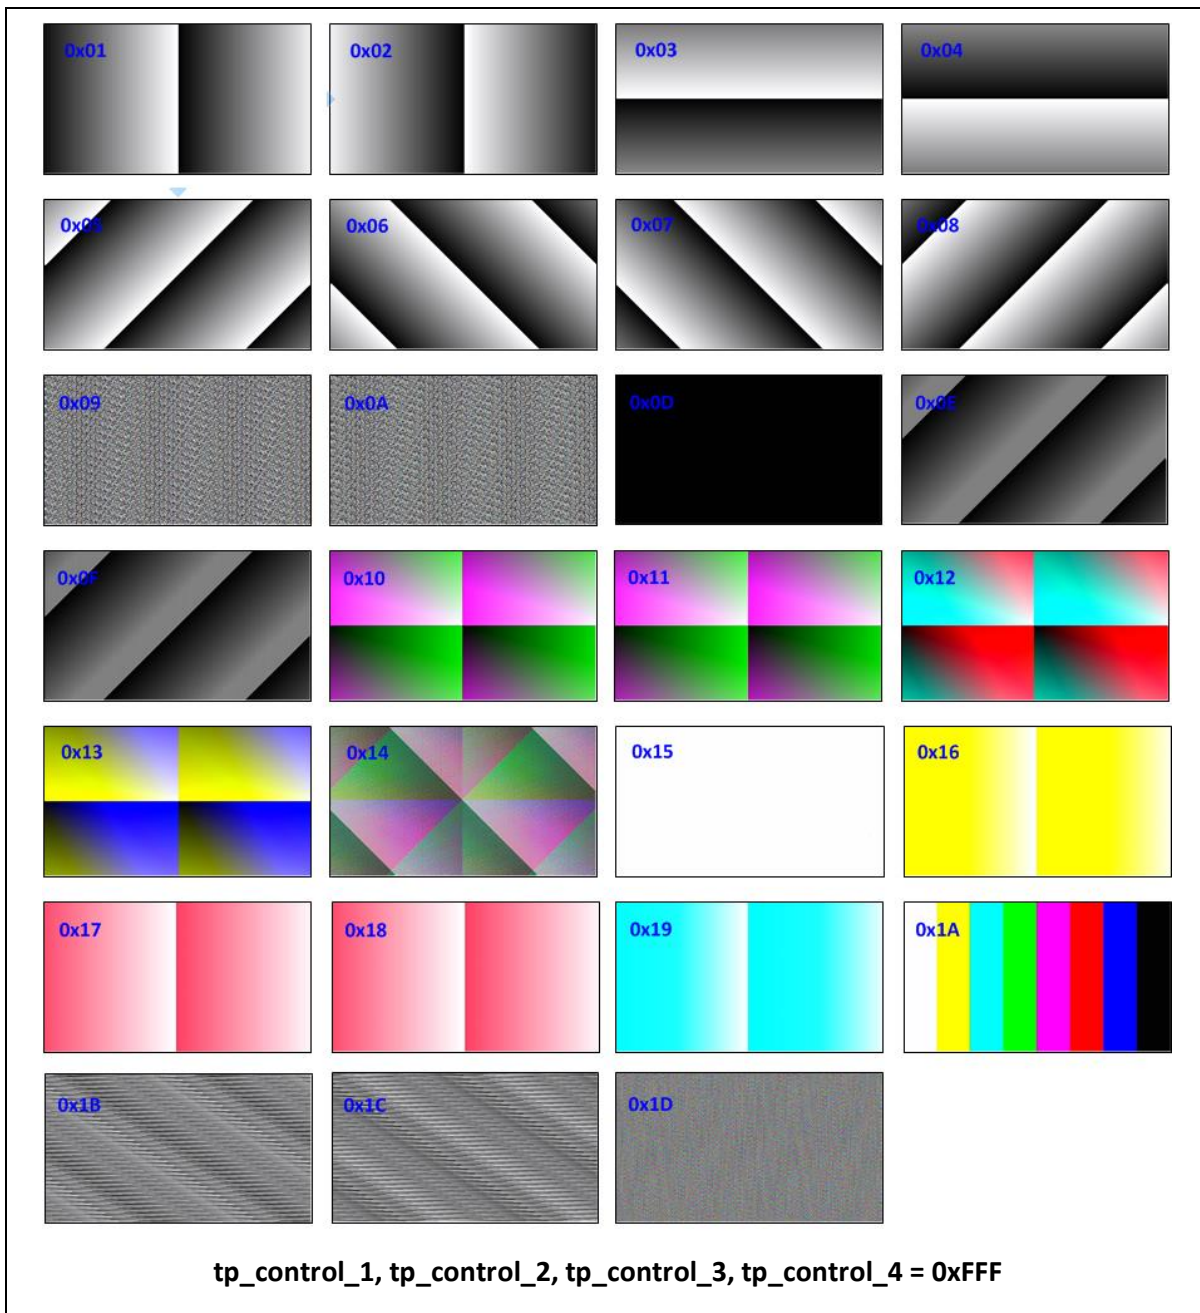 0x01 0x02 0x03 0x04
0x05 0x06 0x07 0x08
0x09 0x0A 0x0D 0x0E
0x0F 0x10 0x11 0x12
0x13 0x14 0x15 0x16
0x17 0x18 0x19 0x1A
0x1B 0x1C 0x1D
tp_control_1, tp_control_2, tp_control_3, tp_control_4 = 0xFFF